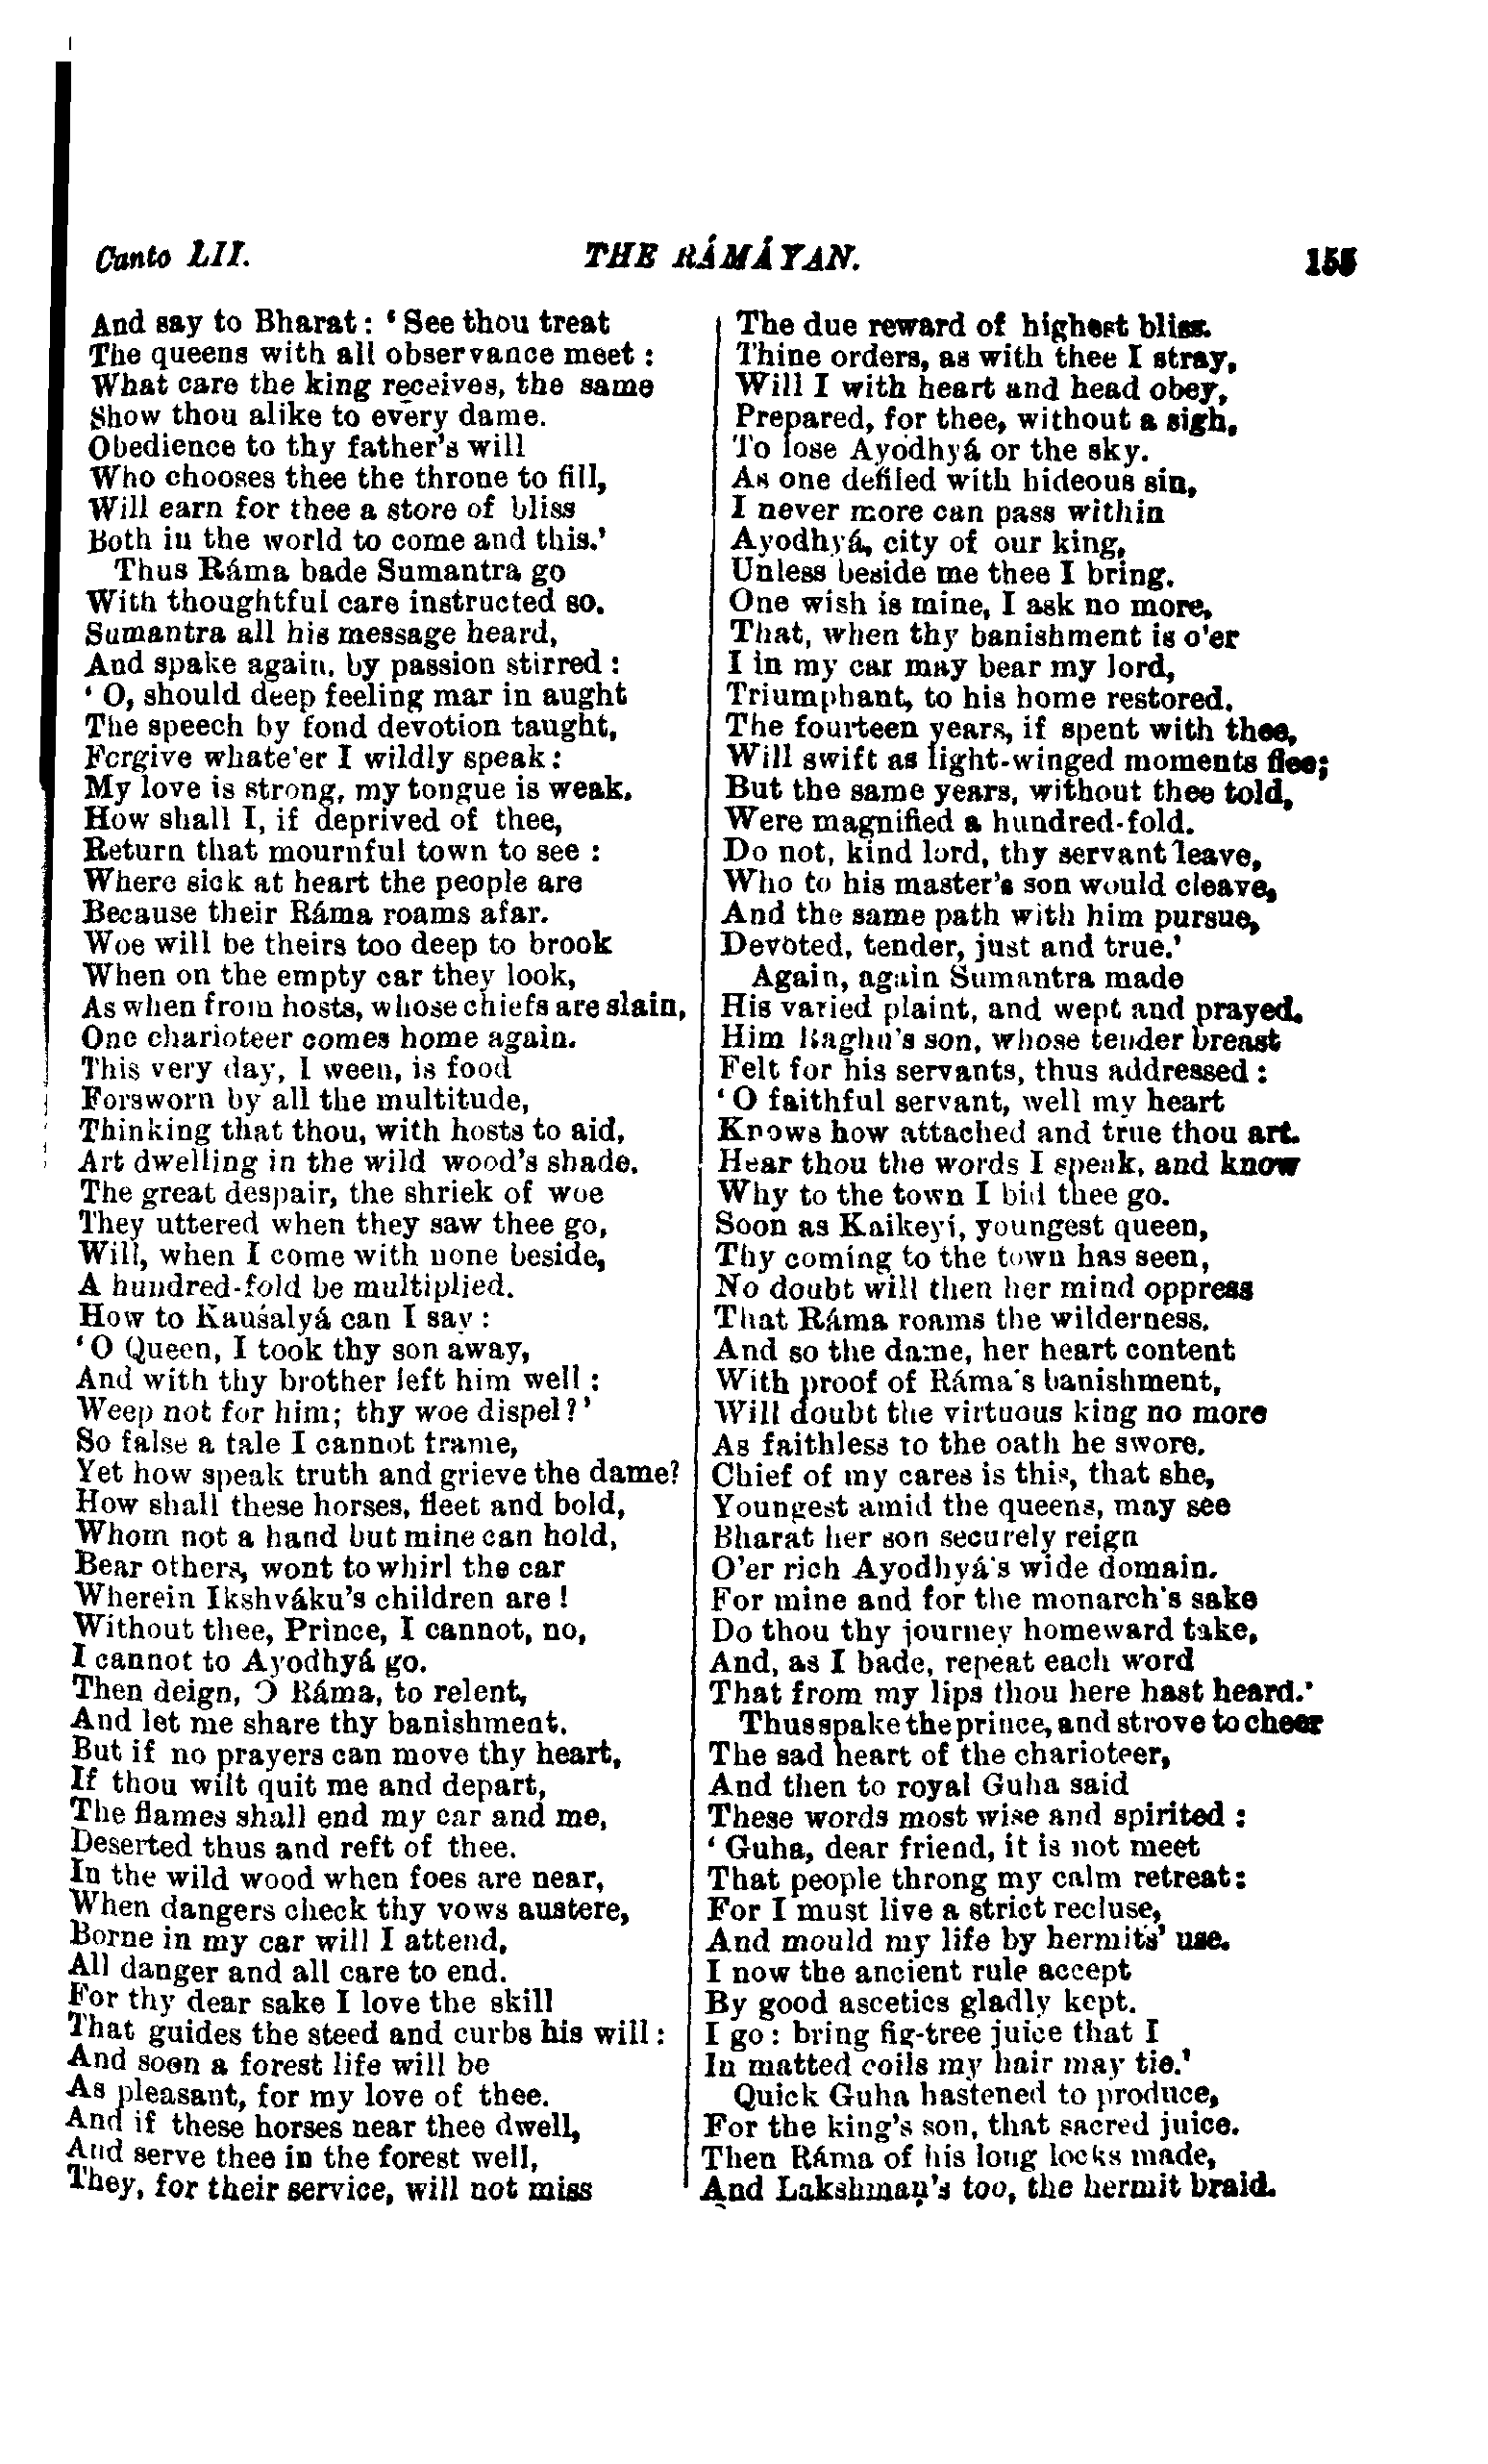 Canto LII.
THE RÁMÁYAN.
155
And say to Bharat: 'See thou treat
The queens with all observance meet:
What care the king receives, the same
Show thou alike to every dame.
Obedience to thy father's will
Who chooses thee the throne to fill,
Will earn for thee a store of bliss
Both in the world to come and this.'
Thus Ráma bade Sumantra go
With thoughtful care instructed so.
Sumantra all his message heard,
And spake again, by passion stirred:
'O, should deep feeling mar in aught
The speech by fond devotion taught,
Forgive whate'er I wildly speak:
My love is strong, my tongue is weak.
How shall I, if deprived of thee,
Return that mournful town to see:
Where sick at heart the people are
Because their Ráma roams afar.
Woe will be theirs too deep to brook
When on the empty car they look,
As when from hosts, whose chiefs are slain,
One charioteer comes home again.
This very day, I ween, is food
Forsworn by all the multitude,
Thinking that thou, with hosts to aid,
Art dwelling in the wild wood's shade.
The great despair, the shriek of woe
They uttered when they saw thee go,
Will, when I come with none beside,
A hundred-fold be multiplied.
How to Kauśalyá can I say:
'O Queen, I took thy son away,
And with thy brother left him well:
Weep not for him; thy woe dispel?'
So false a tale I cannot frame,
Yet how speak truth and grieve the dame?
How shall these horses, fleet and bold,
Whom not a hand but mine can hold,
Bear others, wont to whirl the car
Wherein Ikshváku's children are!
Without thee, Prince, I cannot, no,
I cannot to Ayodhyá go.
Then deign, O Ráma, to relent,
And let me share thy banishment.
But if no prayers can move thy heart,
If thou wilt quit me and depart,
The flames shall end my car and me,
Deserted thus and reft of thee.
In the wild wood when foes are near,
When dangers check thy vows austere,
Borne in my car will I attend,
All danger and all care to end.
For thy dear sake I love the skill
That guides the steed and curbs his will:
And soon a forest life will be
As pleasant, for my love of thee.
And if these horses near thee dwell,
And serve thee in the forest well,
They, for their service, will not miss
The due reward of highest bliss.
Thine orders, as with thee I stray,
Will I with heart and head obey,
Prepared, for thee, without a sigh,
To lose Ayodhyá or the sky.
As one defiled with hideous sin,
I never more can pass within
Ayodhyá, city of our king,
Unless beside me thee I bring.
One wish is mine, I ask no more,
That, when thy banishment is o'er
I in my car may bear my lord,
Triumphant, to his home restored.
The fourteen years, if spent with thee,
Will swift as light-winged moments flee;
But the same years, without thee told,
Were magnified a hundred-fold.
Do not, kind lord, thy servant leave,
Who to his master's son would cleave,
And the same path with him pursue,
Devoted, tender, just and true.'
Again, again Sumantra made
His varied plaint, and wept and prayed.
Him Raghu's son, whose tender breast
Felt for his servants, thus addressed:
'O faithful servant, well my heart
Knows how attached and true thou art.
Hear thou the words I speak, and know
Why to the town I bid thee go.
Soon as Kaikeyí, youngest queen,
Thy coming to the town has seen,
No doubt will then her mind oppress
That Ráma roams the wilderness.
And so the dame, her heart content
With proof of Ráma's banishment,
Will doubt the virtuous king no more
As faithless to the oath he swore.
Chief of my cares is this, that she,
Youngest amid the queens, may see
Bharat her son securely reign
O'er rich Ayodhyá's wide domain.
For mine and for the monarch's sake
Do thou thy journey homeward take,
And, as I bade, repeat each word
That from my lips thou here hast heard.'
Thus spake the prince, and strove to cheer
The sad heart of the charioteer,
And then to royal Guha said
These words most wise and spirited:
'Guha, dear friend, it is not meet
That people throng my calm retreat:
For I must live a strict recluse,
And mould my life by hermits' use.
I now the ancient rule accept
By good ascetics gladly kept.
I go: bring fig-tree juice that I
In matted coils my hair may tie.'
Quick Guha hastened to produce,
For the king's son, that sacred juice.
Then Ráma of his long locks made,
And Lakshmaṇ's too, the hermit braid.